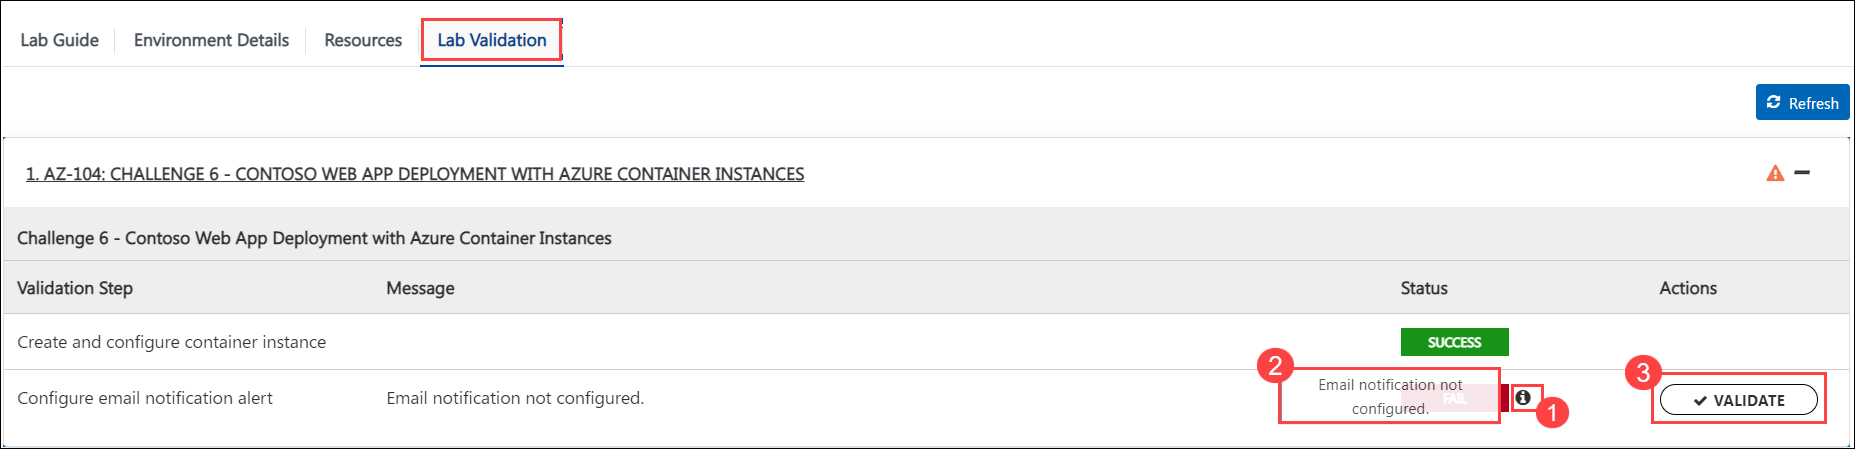 Lab Guide Environment Details Resources Lab Validation
Refresh
1. AZ-104: CHALLENGE 6 - CONTOSO WEB APP DEPLOYMENT WITH AZURE CONTAINER INSTANCES
Challenge 6 - Contoso Web App Deployment with Azure Container Instances
Validation Step Message Status Actions
Create and configure container instance SUCCESS
Configure email notification alert Email notification not configured. FAIL VALIDATE
2
Email notification not
configured.
1
3